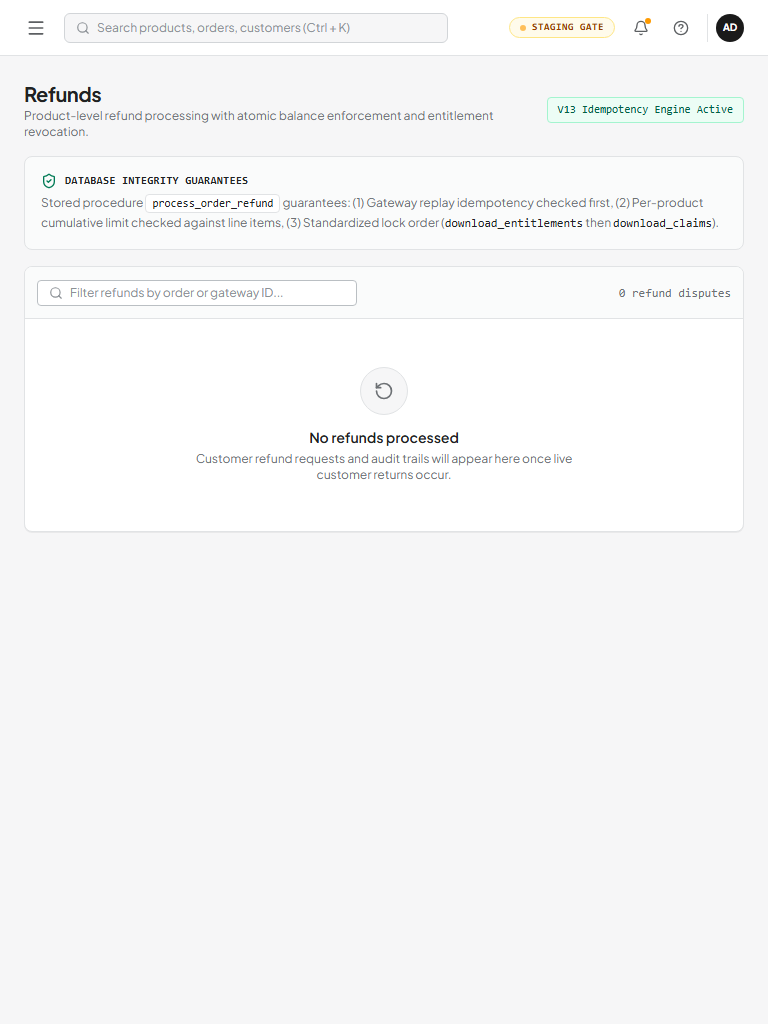 Search products, orders, customers (Ctrl + K)
STAGING GATE
AD
Refunds
Product-level refund processing with atomic balance enforcement and entitlement
revocation.
V13 Idempotency Engine Active
DATABASE INTEGRITY GUARANTEES
Stored procedure process_order_refund guarantees: (1) Gateway replay idempotency checked first, (2) Per-product
cumulative limit checked against line items, (3) Standardized lock order (download_entitlements then download_claims).
Filter refunds by order or gateway ID...
0 refund disputes
No refunds processed
Customer refund requests and audit trails will appear here once live
customer returns occur.